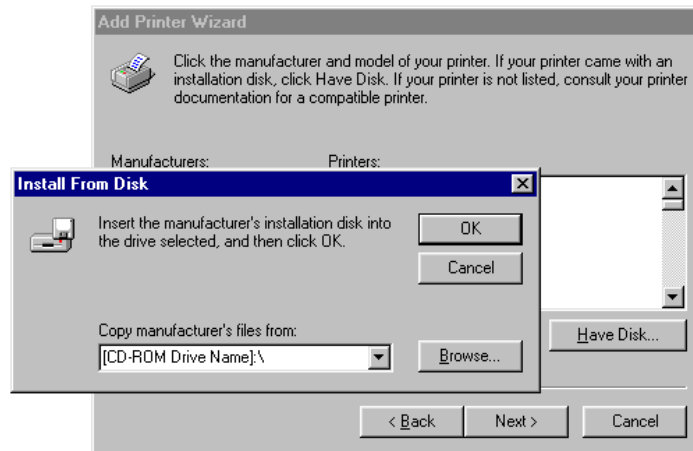 Add Printer Wizard
Click the manufacturer and model of your printer. If your printer came with an
installation disk, click Have Disk. If your printer is not listed, consult your printer
documentation for a compatible printer.
Manufacturers:
Printers:
Install From Disk
Insert the manufacturer's installation disk into
the drive selected, and then click OK.
OK
Cancel
Copy manufacturer's files from:
[CD-ROM Drive Name]:\
Browse...
Have Disk...
< Back
Next >
Cancel